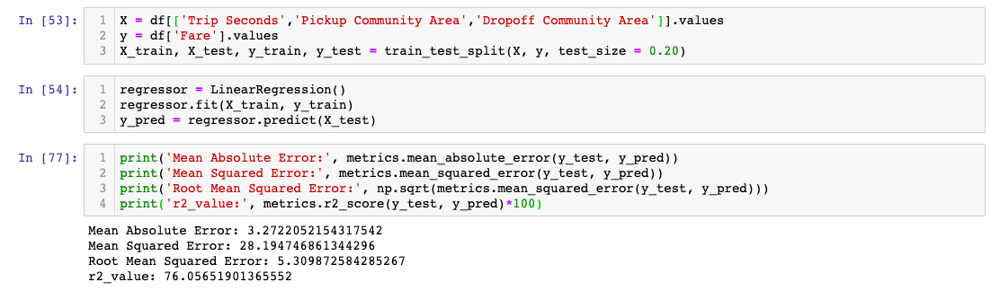 In [53]:
1 X = df[['Trip Seconds','Pickup Community Area','Dropoff Community Area']].values
2 y = df['Fare'].values
3 X_train, X_test, y_train, y_test = train_test_split(X, y, test_size = 0.20)
In [54]:
1 regressor = LinearRegression()
2 regressor.fit(X_train, y_train)
3 y_pred = regressor.predict(X_test)
In [77]:
1 print('Mean Absolute Error:', metrics.mean_absolute_error(y_test, y_pred))
2 print('Mean Squared Error:', metrics.mean_squared_error(y_test, y_pred))
3 print('Root Mean Squared Error:', np.sqrt(metrics.mean_squared_error(y_test, y_pred)))
4 print('r2_value:', metrics.r2_score(y_test, y_pred)*100)
Mean Absolute Error: 3.2722052154317542
Mean Squared Error: 28.194746861344296
Root Mean Squared Error: 5.309872584285267
r2_value: 76.05651901365552